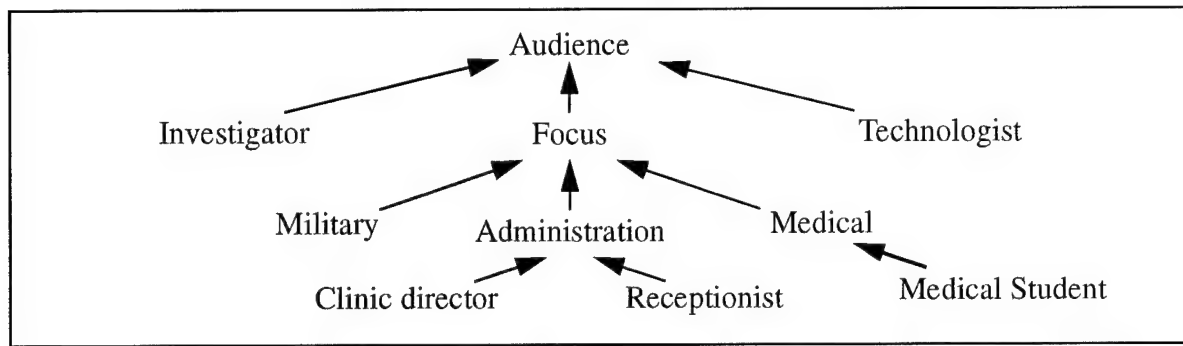 Audience
Investigator
Focus
Technologist
Military
Administration
Medical
Clinic director
Receptionist
Medical Student